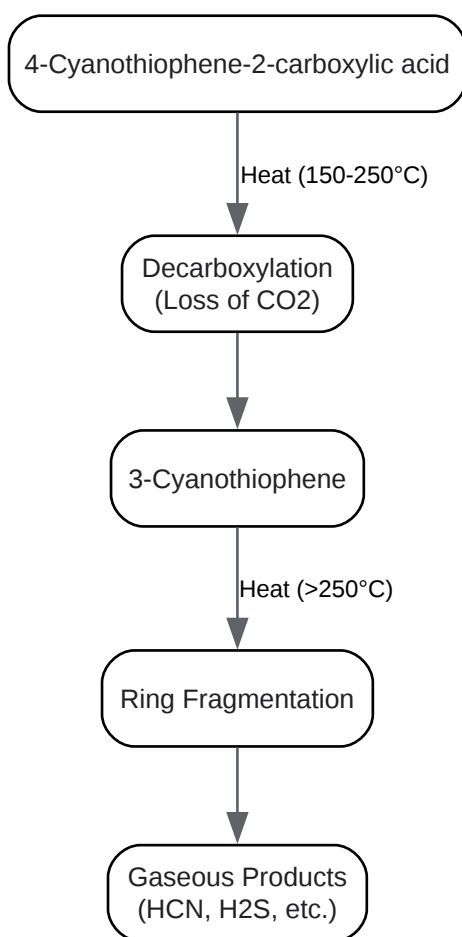 4-Cyanothiophene-2-carboxylic acid
Heat (150-250°C)
Decarboxylation
(Loss of CO2)
3-Cyanothiophene
Heat (>250°C)
Ring Fragmentation
Gaseous Products
(HCN, H2S, etc.)